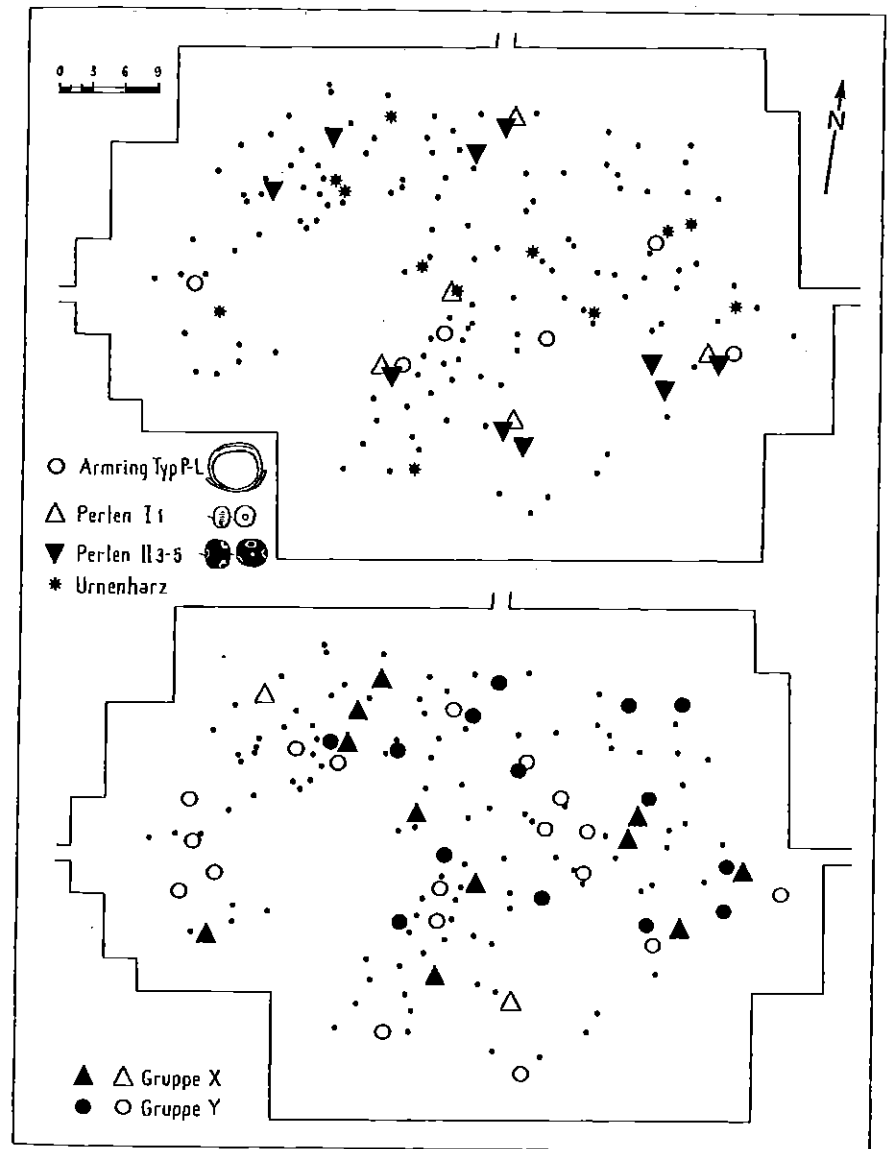 0 3 6 9
N
Armring Typ P-L
Perlen I 1
Perlen II 3-5
Urnenharz
Gruppe X
Gruppe Y